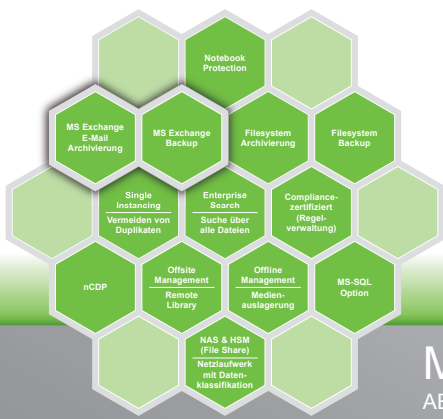 Notebook
Protection
MS Exchange
E-Mail
Archivierung
MS Exchange
Backup
Filesystem
Archivierung
Filesystem
Backup
Single
Instancing
Vermeiden von
Duplikaten
Enterprise
Search
Suche über
alle Dateien
Compliance-
zertifiziert
(Regel-
verwaltung)
nCDP
Offsite
Management
Remote
Library
Offline
Management
Medien-
auslagerung
MS-SQL
Option
NAS & HSM
(File Share)
Netzlaufwerk
mit Daten-
klassifikation
M